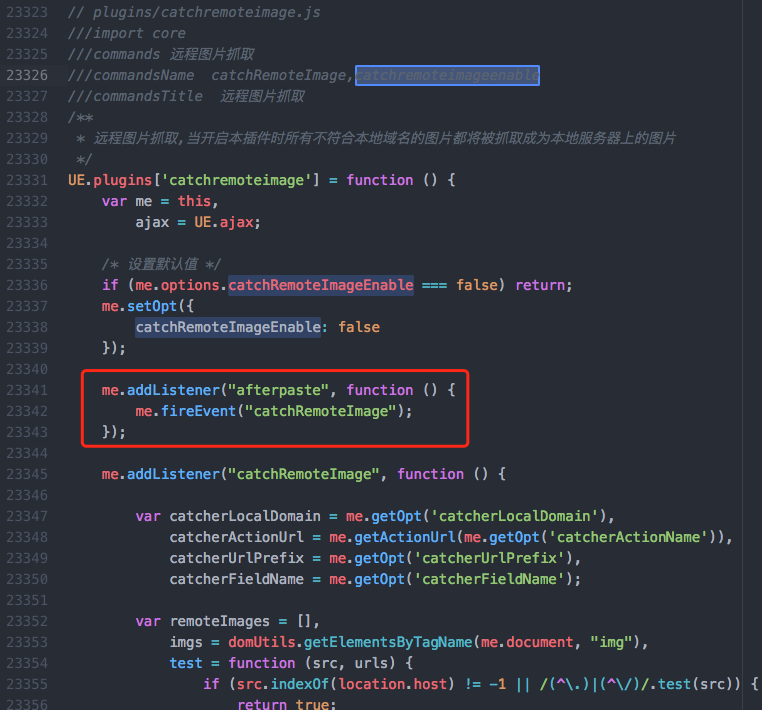 23323 // plugins/catchremoteimage.js
23324 ///import core
23325 ///commands 远程图片抓取
23326 ///commandsName  catchRemoteImage,catchremoteimageenable
23327 ///commandsTitle  远程图片抓取
23328 /**
23329  * 远程图片抓取,当开启本插件时所有不符合本地域名的图片都将被抓取成为本地服务器上的图片
23330  */
23331 UE.plugins['catchremoteimage'] = function () {
23332     var me = this,
23333         ajax = UE.ajax;
23334
23335     /* 设置默认值 */
23336     if (me.options.catchRemoteImageEnable === false) return;
23337     me.setOpt({
23338         catchRemoteImageEnable: false
23339     });
23340
23341     me.addListener("afterpaste", function () {
23342         me.fireEvent("catchRemoteImage");
23343     });
23344
23345     me.addListener("catchRemoteImage", function () {
23346
23347         var catcherLocalDomain = me.getOpt('catcherLocalDomain'),
23348             catcherActionUrl = me.getActionUrl(me.getOpt('catcherActionName')),
23349             catcherUrlPrefix = me.getOpt('catcherUrlPrefix'),
23350             catcherFieldName = me.getOpt('catcherFieldName');
23351
23352         var remoteImages = [],
23353             imgs = domUtils.getElementsByTagName(me.document, "img"),
23354             test = function (src, urls) {
23355                 if (src.indexOf(location.host) != -1 || /(^\.)|(^\/)/.test(src)) {
23356                     return true;